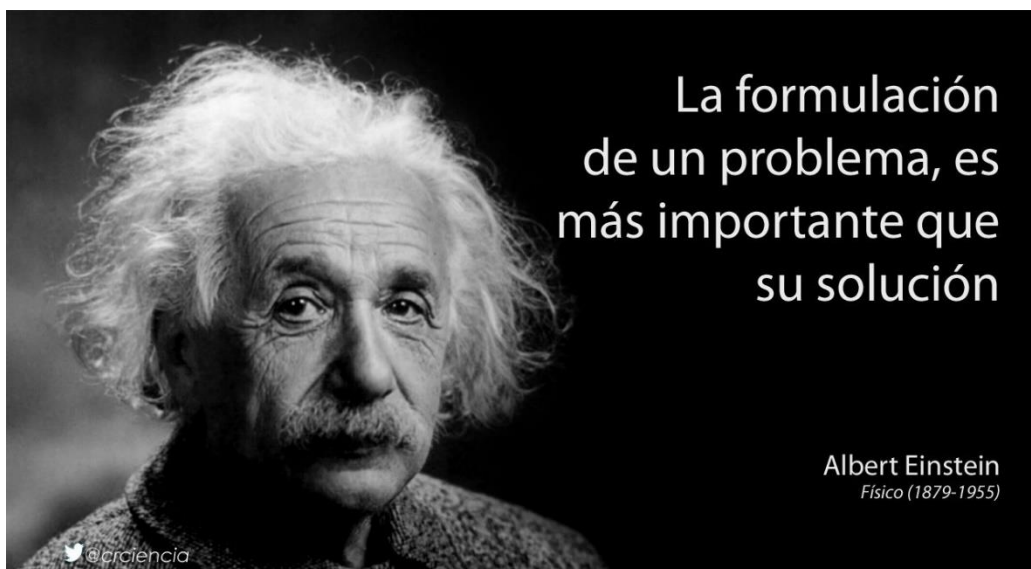 La formulación
de un problema, es
más importante que
su solución
Albert Einstein
Físico (1879-1955)
@crciencia